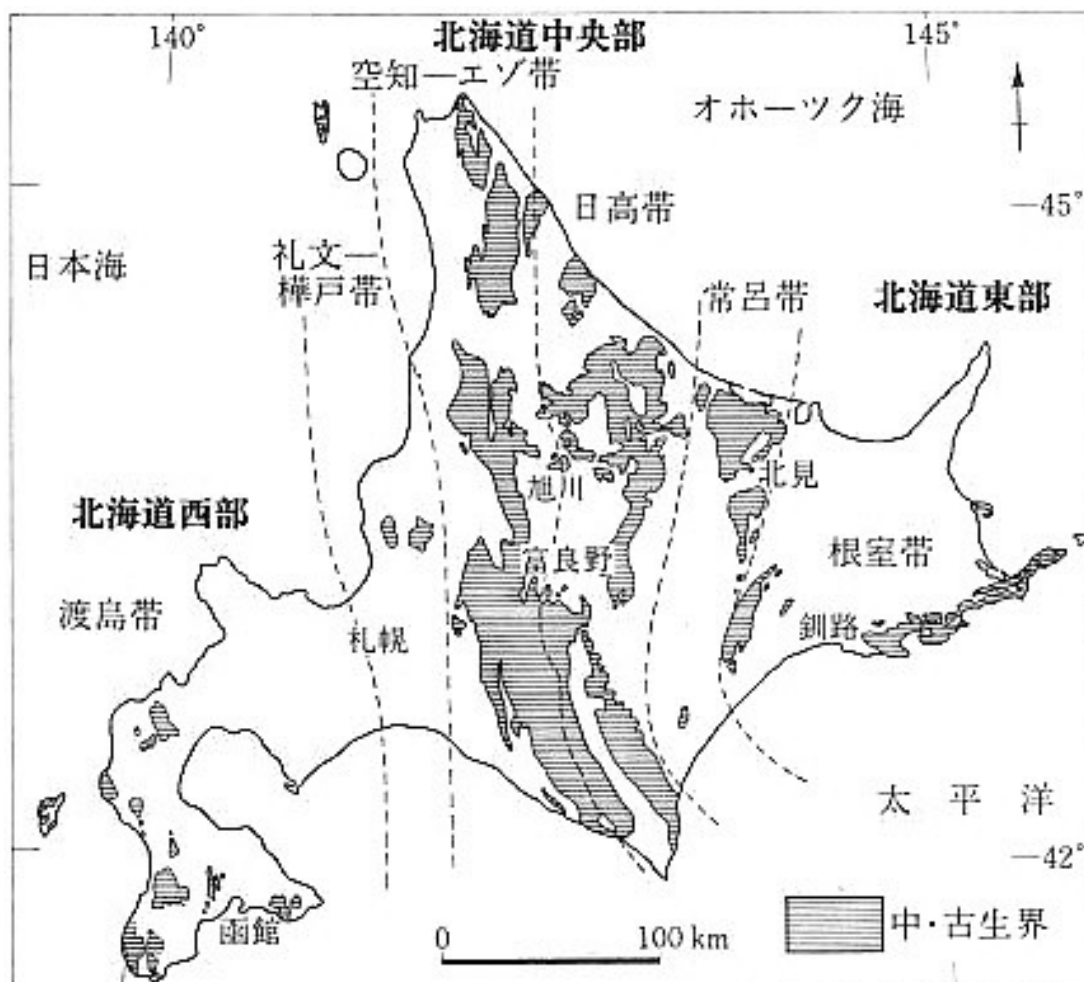 140°
北海道中央部
145°
空知―エゾ帯
オホーツク海
日高帯
―45°
日本海
礼文―
樺戸帯
常呂帯
北海道東部
旭川
北見
北海道西部
富良野
根室帯
渡島帯
札幌
釧路
太平洋
―42°
函館
0
100 km
中・古生界